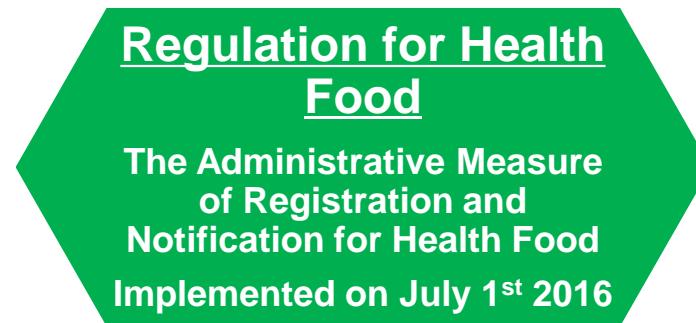 Regulation for Health
Food
The Administrative Measure
of Registration and
Notification for Health Food
Implemented on July 1st 2016